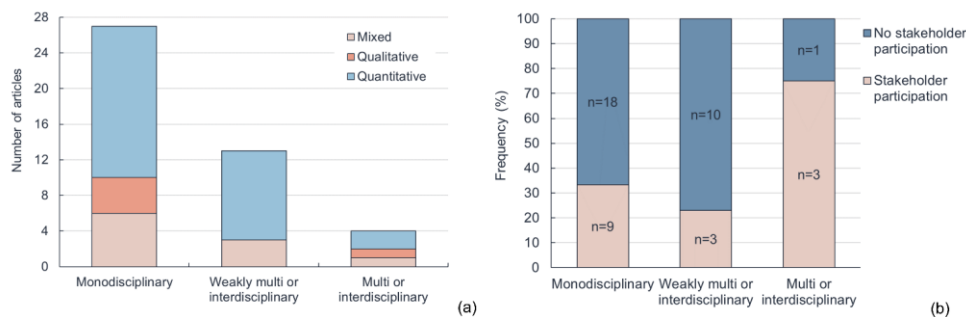 28
24
20
16
12
8
4
0
Number of articles
Mixed
Qualitative
Quantitative
Monodisciplinary
Weakly multi or
interdisciplinary
Multi or
interdisciplinary
(a)
100
90
80
70
60
50
40
30
20
10
0
Frequency (%)
n=18
n=9
n=10
n=3
n=1
n=3
No stakeholder
participation
Stakeholder
participation
Monodisciplinary
Weakly multi or
interdisciplinary
Multi or
interdisciplinary
(b)